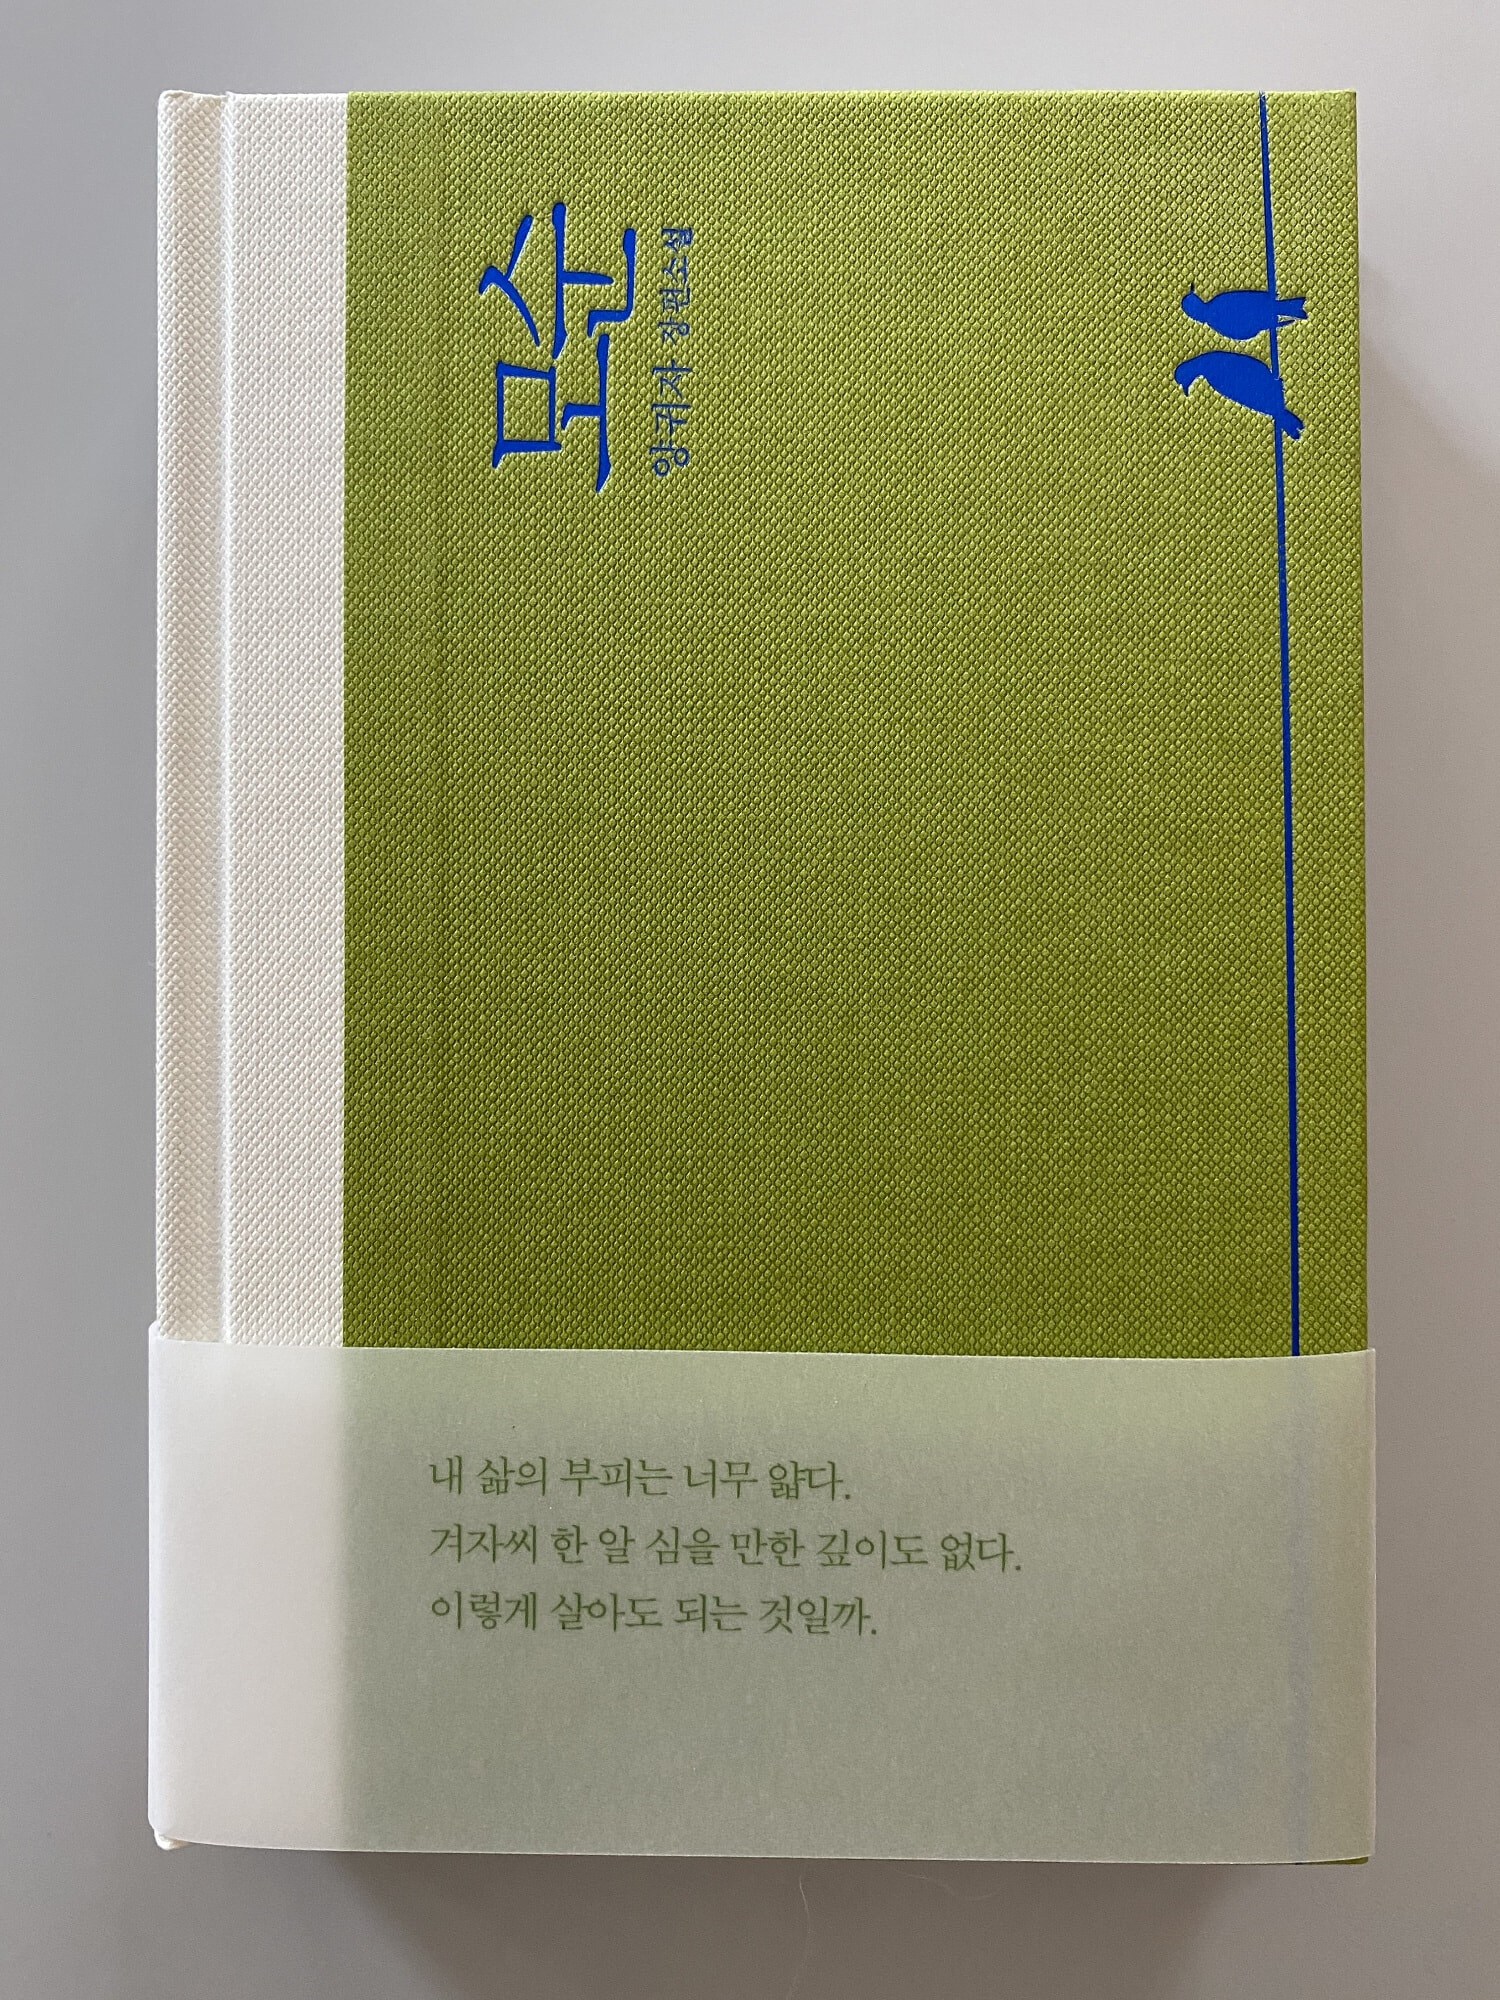 모순
양귀자 장편소설
내 삶의 부피는 너무 얇다.
겨자씨 한 알 심을 만한 깊이도 없다.
이렇게 살아도 되는 것일까.